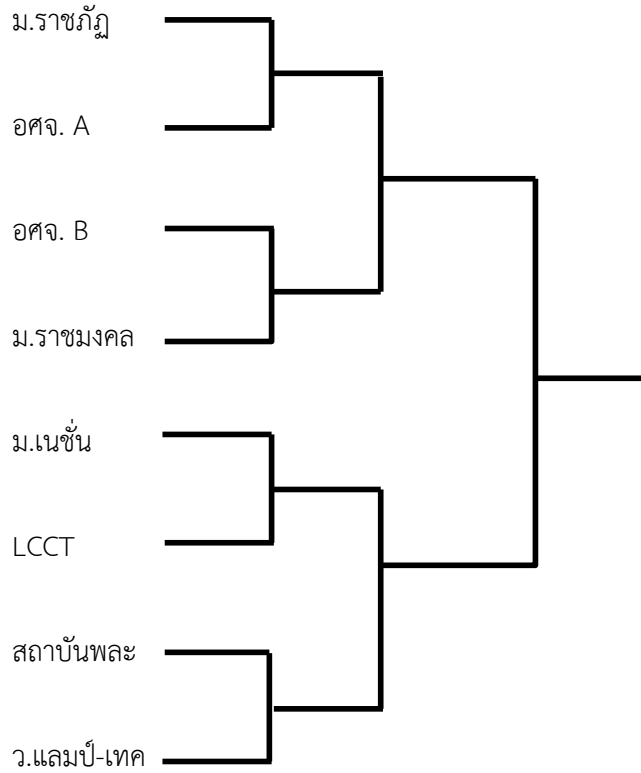 ม.ราชภัฏ
อศจ. A
อศจ. B
ม.ราชมงคล
ม.เนชั่น
LCCT
สถาบันพละ
ว.แลมป์-เทค